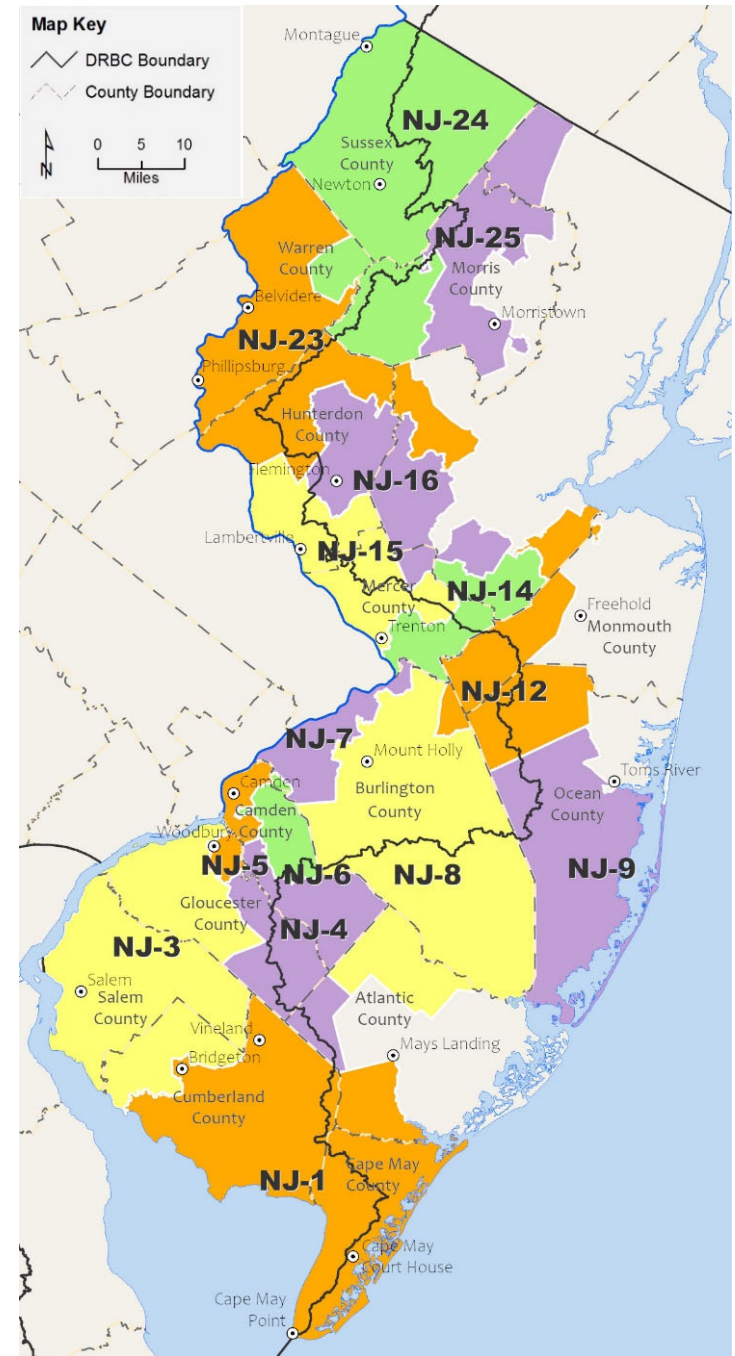 Map Key
DRBC Boundary
County Boundary
N
0 5 10
Miles
Montague
NJ-24
Sussex
County
Newton
NJ-25
Warren
County
Morris
County
Belvidere
Morristown
NJ-23
Phillipsburg
Hunterdon
County
Flemington
NJ-16
Lambertville
NJ-15
Mercer
County
NJ-14
Freehold
Monmouth
County
Trenton
NJ-12
NJ-7
Mount Holly
Toms River
Camden
Burlington
County
Ocean
County
Camden
County
Woodbury
NJ-5
NJ-6
NJ-8
NJ-9
Gloucester
County
NJ-4
NJ-3
Salem
Salem
County
Atlantic
County
Vineland
Mays Landing
Bridgeton
Cumberland
County
NJ-1
Cape May
County
Cape May
Court House
Cape May
Point